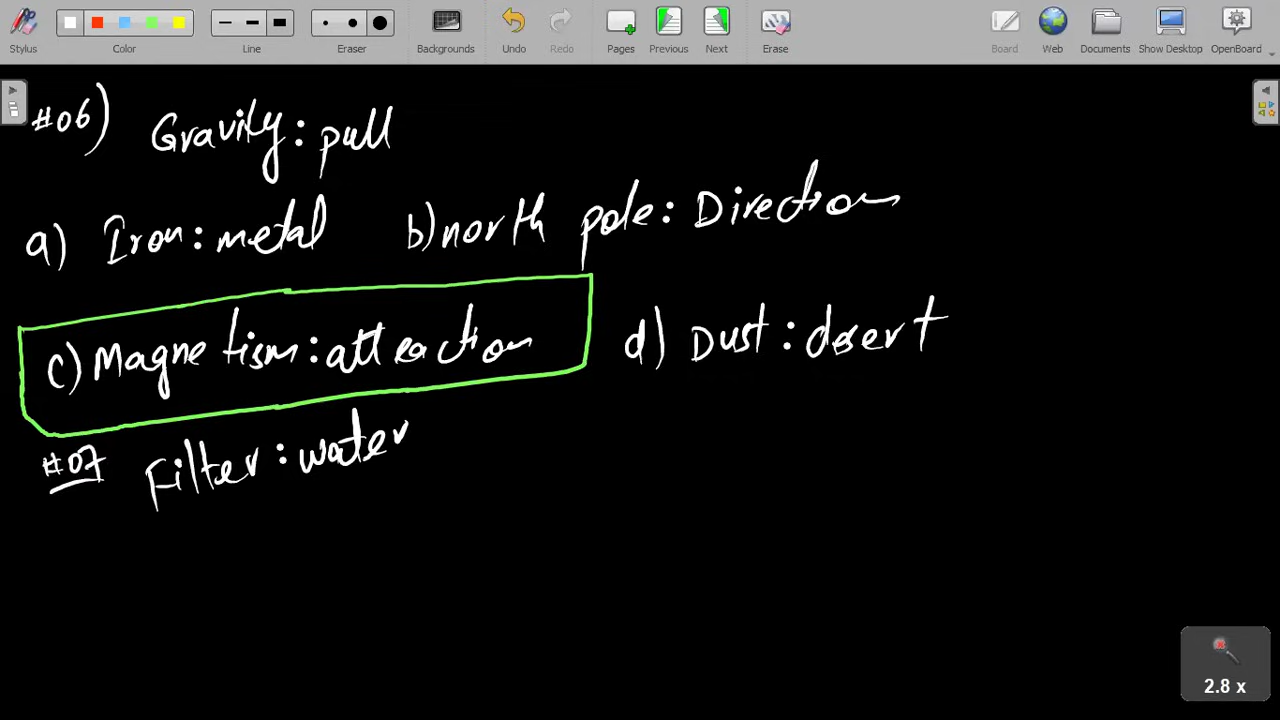 Stylus Color Line Eraser Backgrounds Undo Redo Pages Previous Next Erase Board Web Documents Show Desktop OpenBoard
#06) Gravity : pull
a) Iron : metal b) north pole : Direction
c) Magnetism : attraction d) Dust : desert
#07 Filter : water
2.8 x